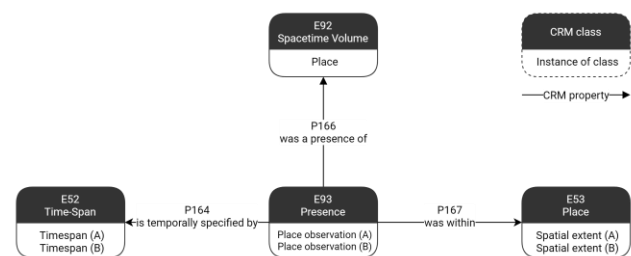 E92
Spacetime Volume
Place
CRM class
Instance of class
CRM property
P166
was a presence of
E52
Time-Span
Timespan (A)
Timespan (B)
P164
is temporally specified by
E93
Presence
Place observation (A)
Place observation (B)
P167
was within
E53
Place
Spatial extent (A)
Spatial extent (B)